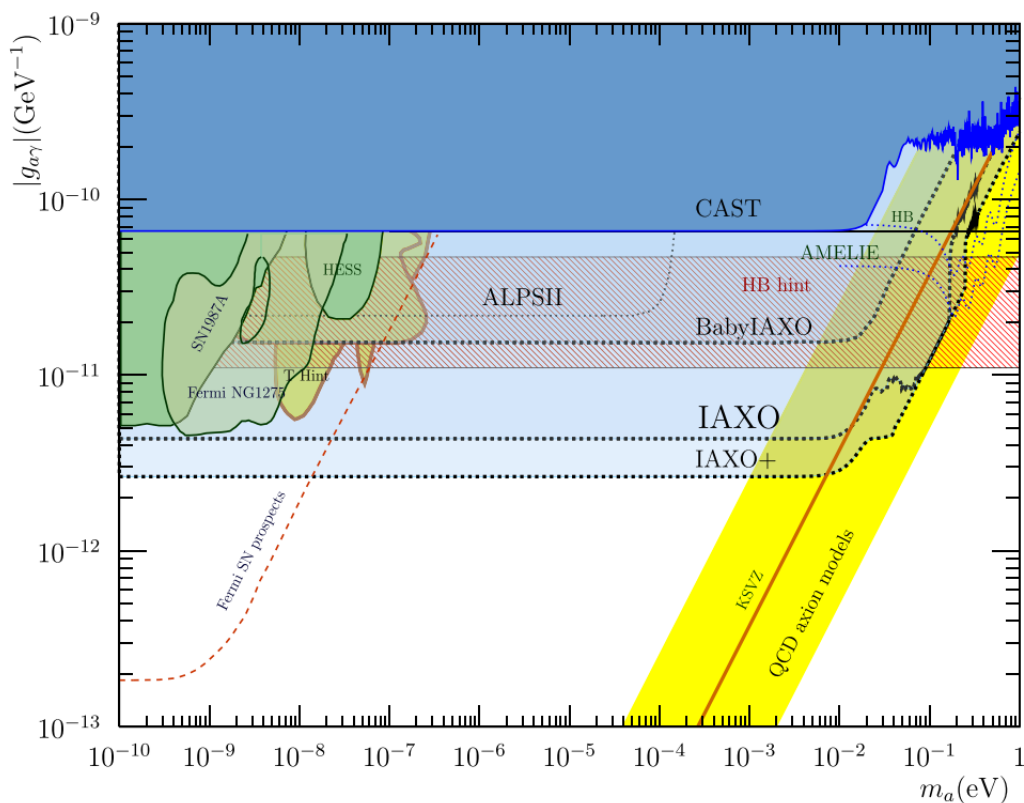 10⁻⁹
|g_{aγ}|(GeV⁻¹)
10⁻¹⁰
CAST
HB
AMELIE
HESS
HB hint
ALPSII
SN1987A
BabyIAXO
10⁻¹¹
T Hint
Fermi NG1275
IAXO
IAXO+
Fermi SN prospects
10⁻¹²
KSVZ
QCD axion models
10⁻¹³
10⁻¹⁰ 10⁻⁹ 10⁻⁸ 10⁻⁷ 10⁻⁶ 10⁻⁵ 10⁻⁴ 10⁻³ 10⁻² 10⁻¹ 1
m_a(eV)